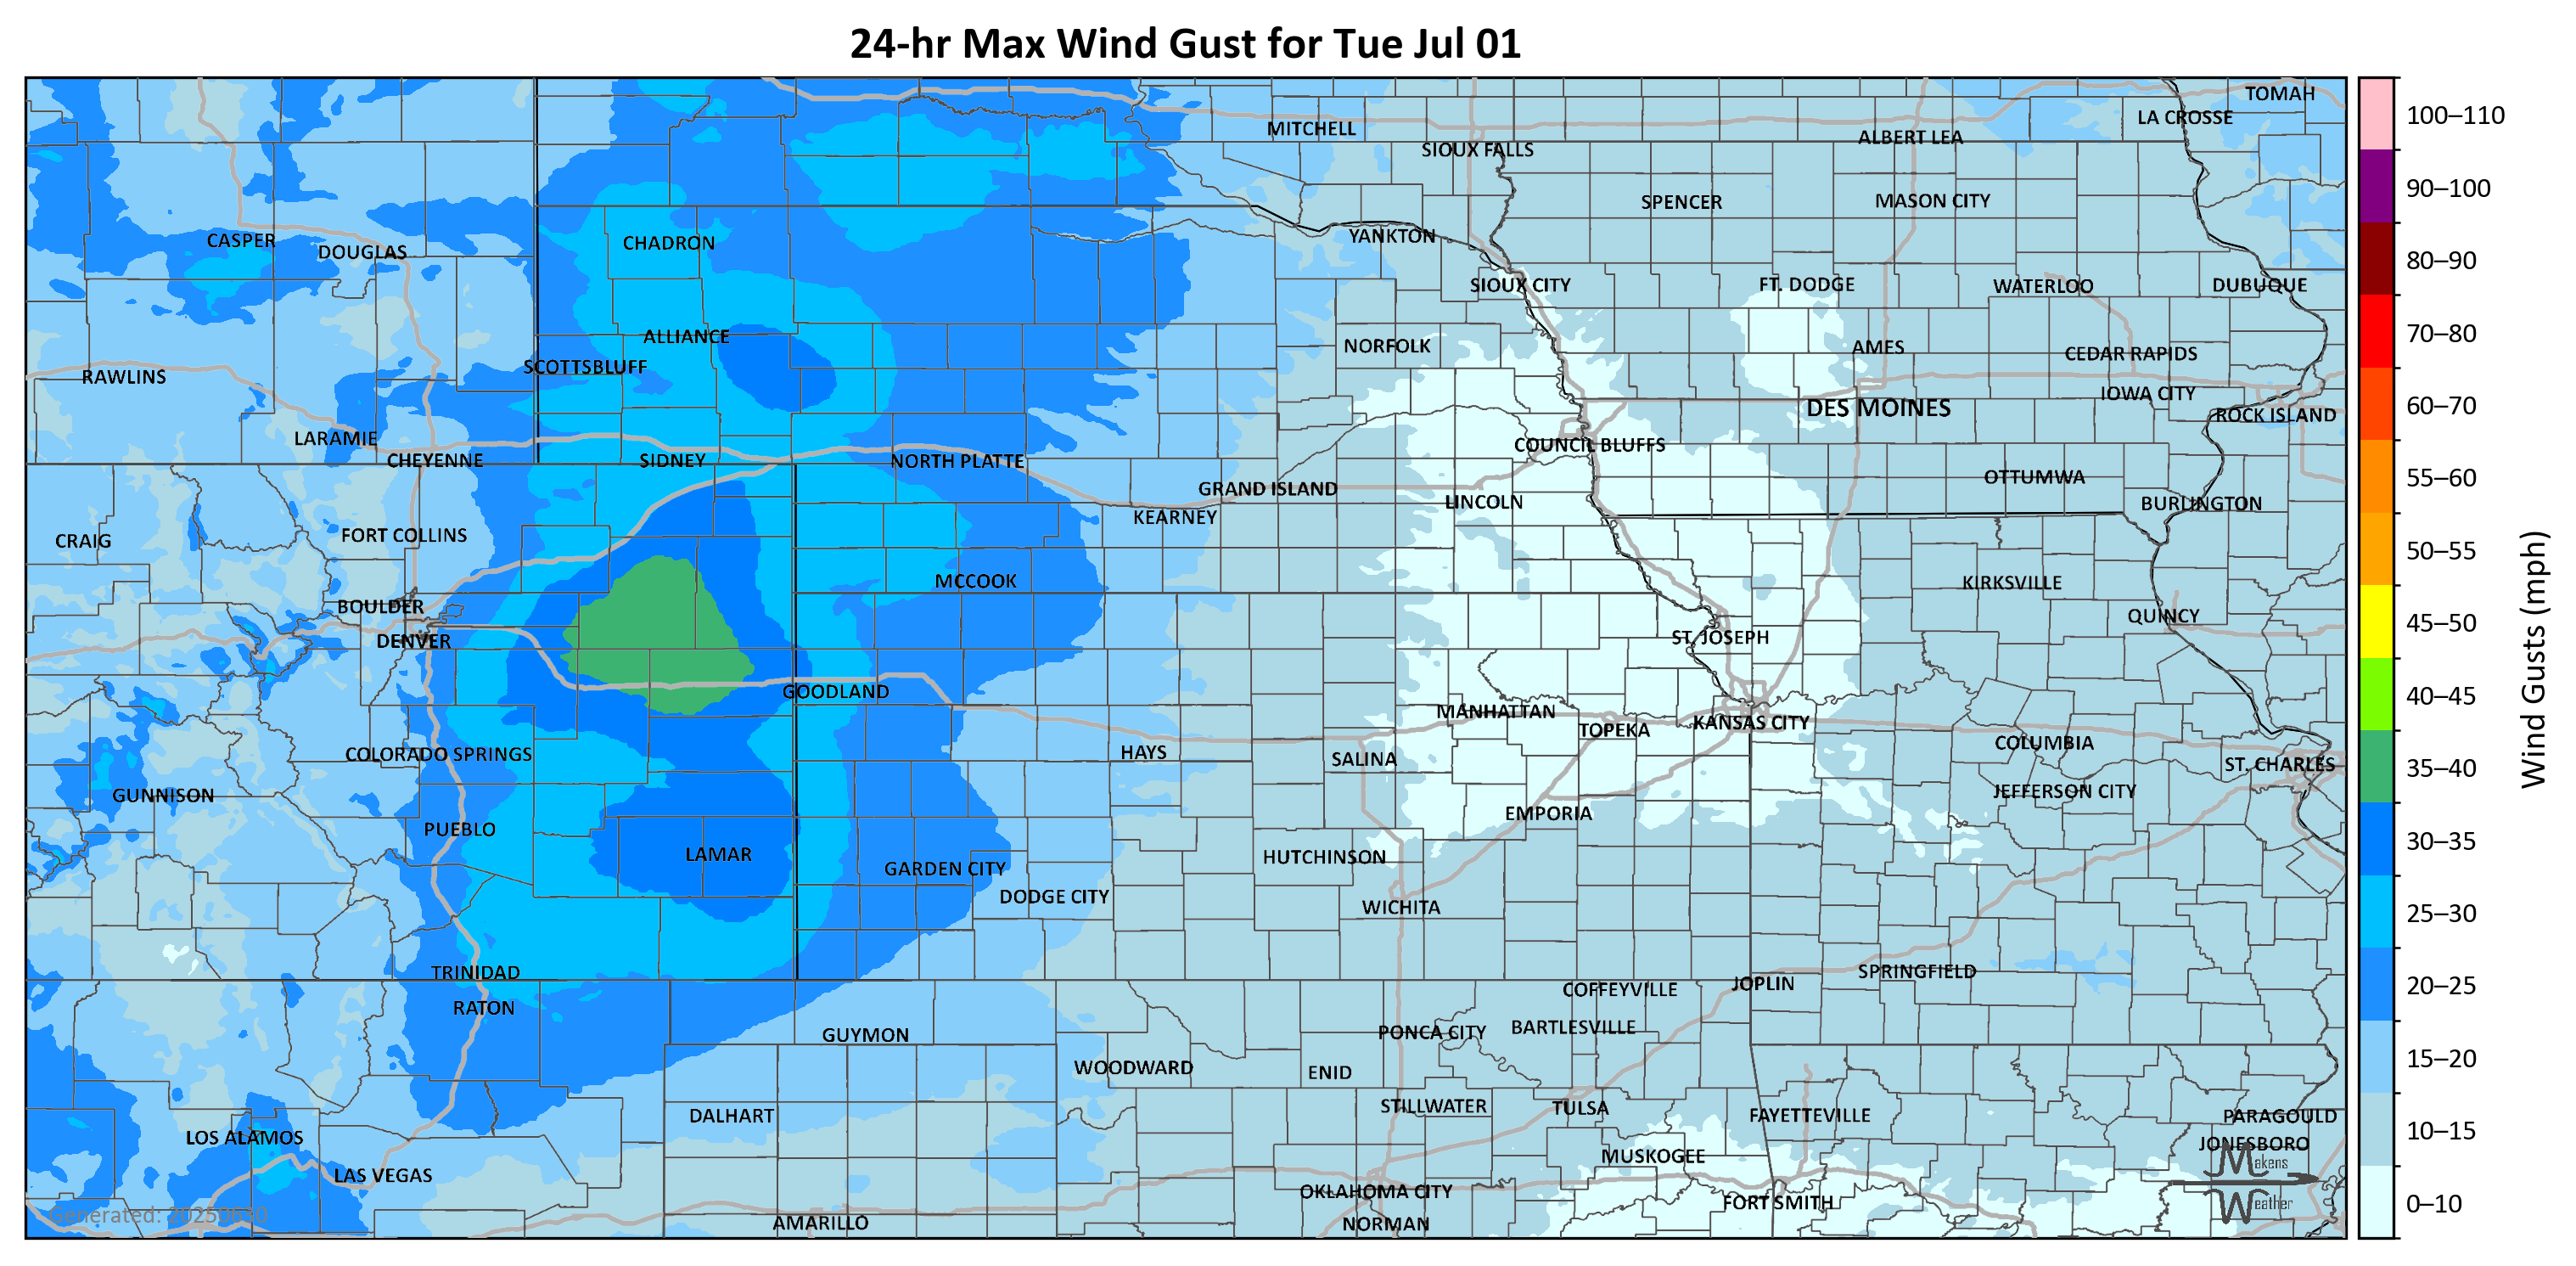 24-hr Max Wind Gust for Tue Jul 01
TOMAH
LA CROSSE
MITCHELL
ALBERT LEA
SIOUX FALLS
SPENCER
MASON CITY
YANKTON
CASPER
CHADRON
DOUGLAS
SIOUX CITY
FT. DODGE
WATERLOO
DUBUQUE
ALLIANCE
NORFOLK
AMES
CEDAR RAPIDS
SCOTTSBLUFF
RAWLINS
IOWA CITY
DES MOINES
ROCK ISLAND
LARAMIE
COUNCIL BLUFFS
CHEYENNE
SIDNEY
NORTH PLATTE
OTTUMWA
GRAND ISLAND
LINCOLN
BURLINGTON
KEARNEY
CRAIG
FORT COLLINS
MCCOOK
KIRKSVILLE
BOULDER
QUINCY
DENVER
ST. JOSEPH
GOODLAND
MANHATTAN
KANSAS CITY
TOPEKA
COLUMBIA
COLORADO SPRINGS
HAYS
SALINA
ST. CHARLES
GUNNISON
JEFFERSON CITY
EMPORIA
PUEBLO
LAMAR
HUTCHINSON
GARDEN CITY
DODGE CITY
WICHITA
TRINIDAD
SPRINGFIELD
JOPLIN
COFFEYVILLE
RATON
BARTLESVILLE
PONCA CITY
GUYMON
WOODWARD
ENID
STILLWATER
TULSA
DALHART
FAYETTEVILLE
PARAGOULD
LOS ALAMOS
JONESBORO
MUSKOGEE
LAS VEGAS
OKLAHOMA CITY
FORT SMITH
AMARILLO
NORMAN
Generated:
Makens
Weather
100–110
90–100
80–90
70–80
60–70
55–60
50–55
45–50
40–45
35–40
30–35
25–30
20–25
15–20
10–15
0–10
Wind Gusts (mph)